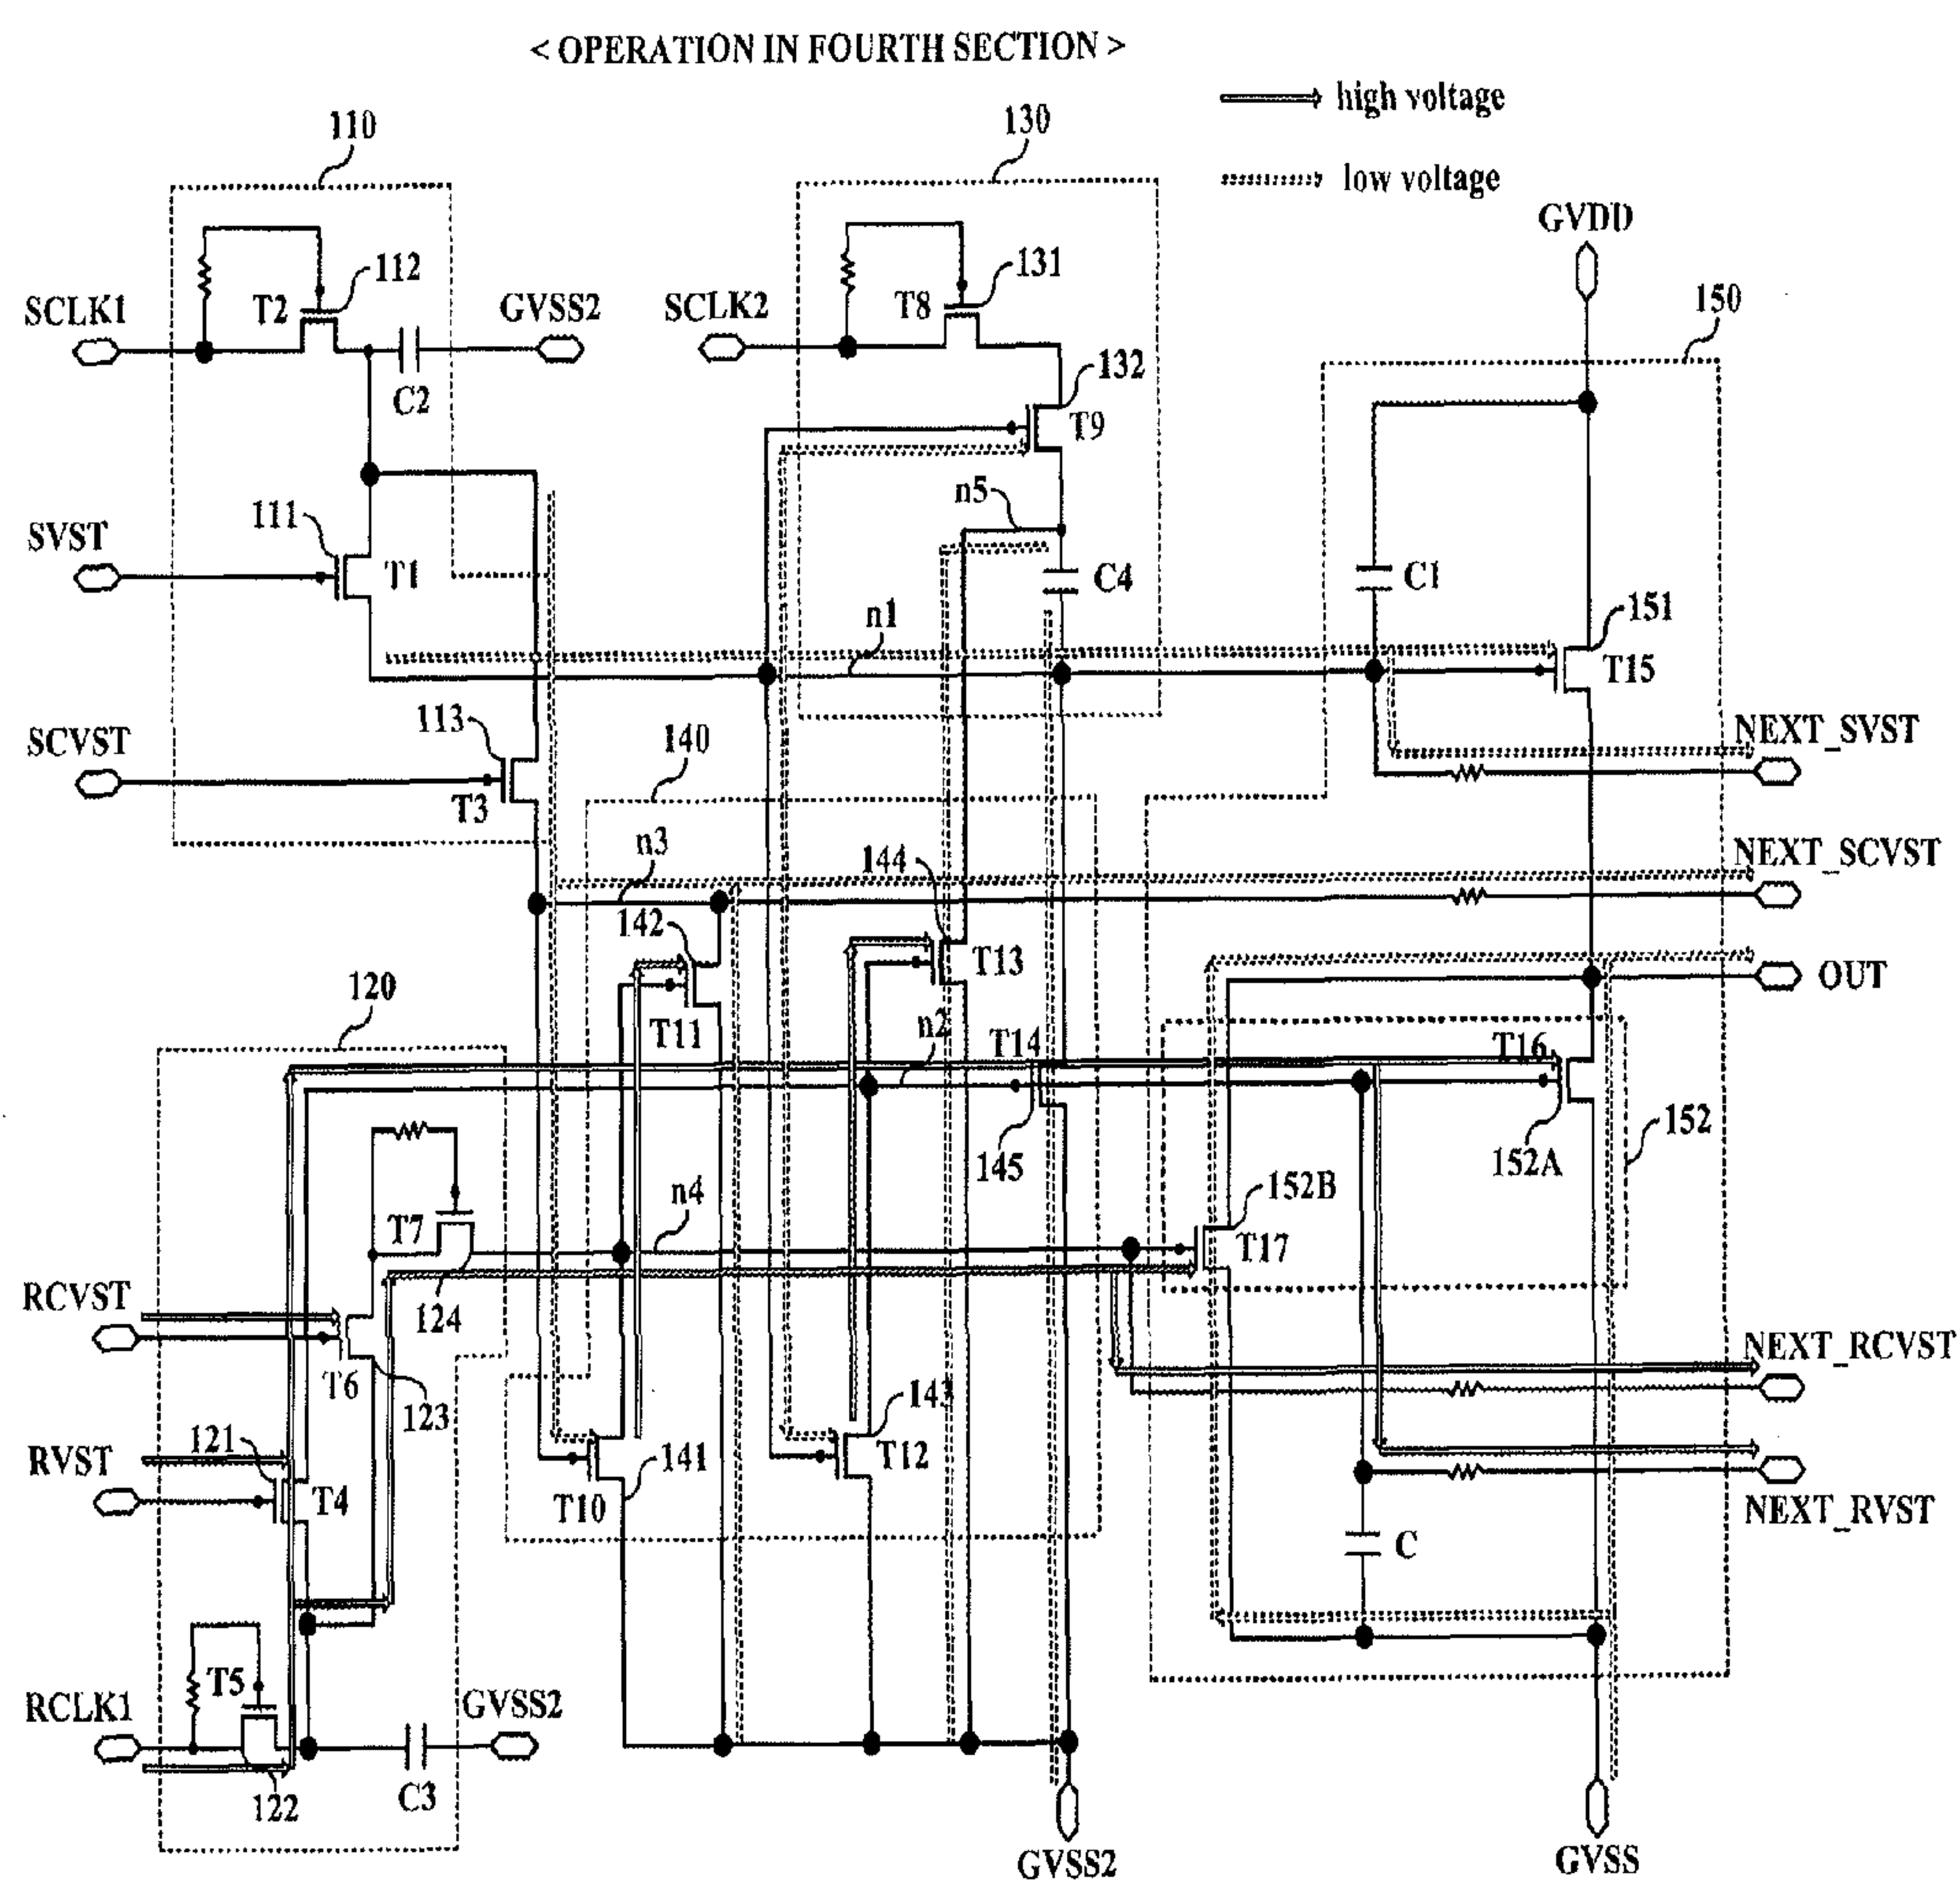 < OPERATION IN FOURTH SECTION >
high voltage
low voltage
110
130
GVDD
150
112
131
SCLK1
T2
GVSS2
SCLK2
T8
132
C2
T9
n5
111
SVST
T1
C4
C1
n1
151
T15
113
SCVST
140
NEXT_SVST
T3
n3
144
NEXT_SCVST
142
T13
120
OUT
T11
n2
T14
T16
152
145
152A
n4
152B
T7
T17
RCVST
124
NEXT_RCVST
T6
123
121
RVST
T12
141
T4
T10
NEXT_RVST
C
T5
RCLK1
GVSS2
C3
122
GVSS2
GVSS